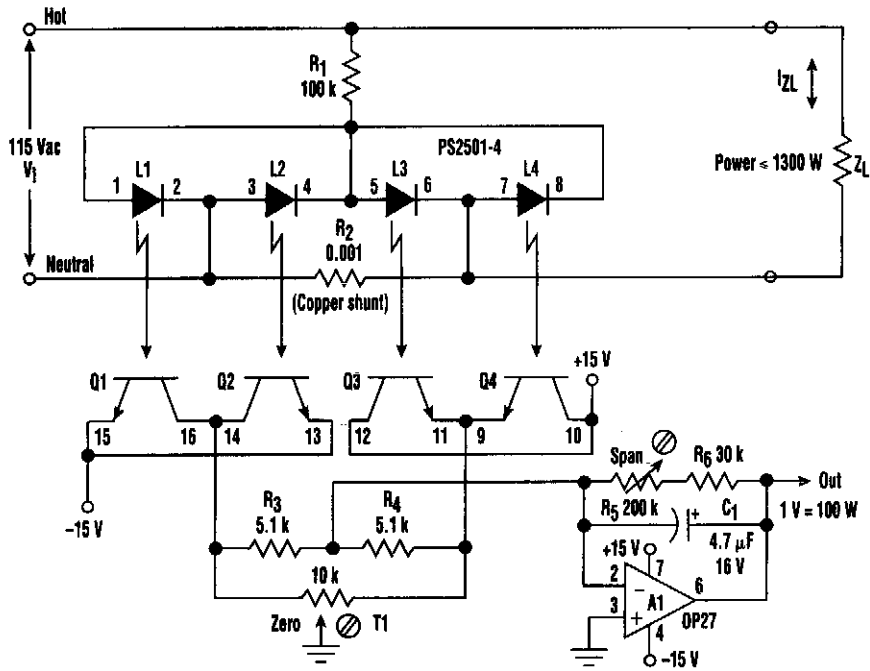 Hot
R1
100 k
IZL
115 Vac
V1
PS2501-4
Power ≤ 1300 W
ZL
L1
L2
L3
L4
1
2
3
4
5
6
7
8
R2
0.001
Neutral
(Copper shunt)
+15 V
Q1
Q2
Q3
Q4
15
16
14
13
12
11
9
10
Span
R6 30 k
Out
-15 V
R3
5.1 k
R4
5.1 k
R5 200 k
C1
+
1 V = 100 W
4.7 µF
16 V
+15 V
7
10 k
2
−
A1
6
3
+
OP27
Zero
T1
4
-15 V